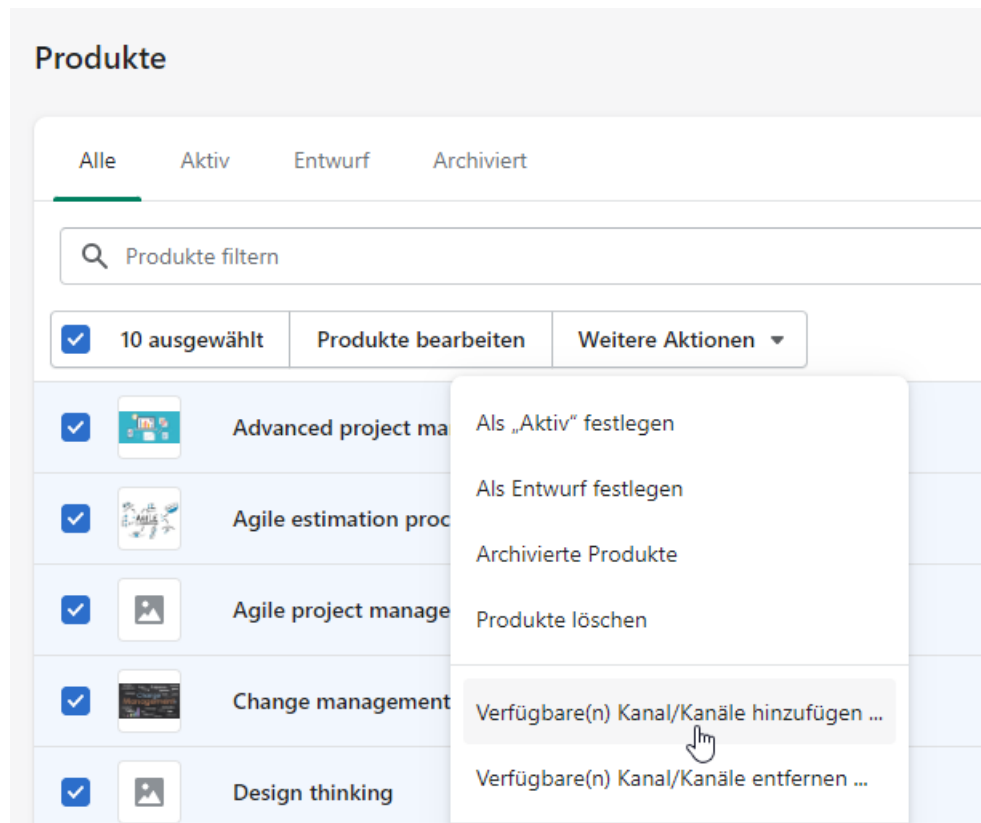 Produkte
Alle Aktiv Entwurf Archiviert
Produkte filtern
10 ausgewählt Produkte bearbeiten Weitere Aktionen
Advanced project ma
Als „Aktiv“ festlegen
Als Entwurf festlegen
Agile estimation proc
Archivierte Produkte
Agile project manage
Produkte löschen
Change management
Verfügbare(n) Kanal/Kanäle hinzufügen ...
Verfügbare(n) Kanal/Kanäle entfernen ...
Design thinking